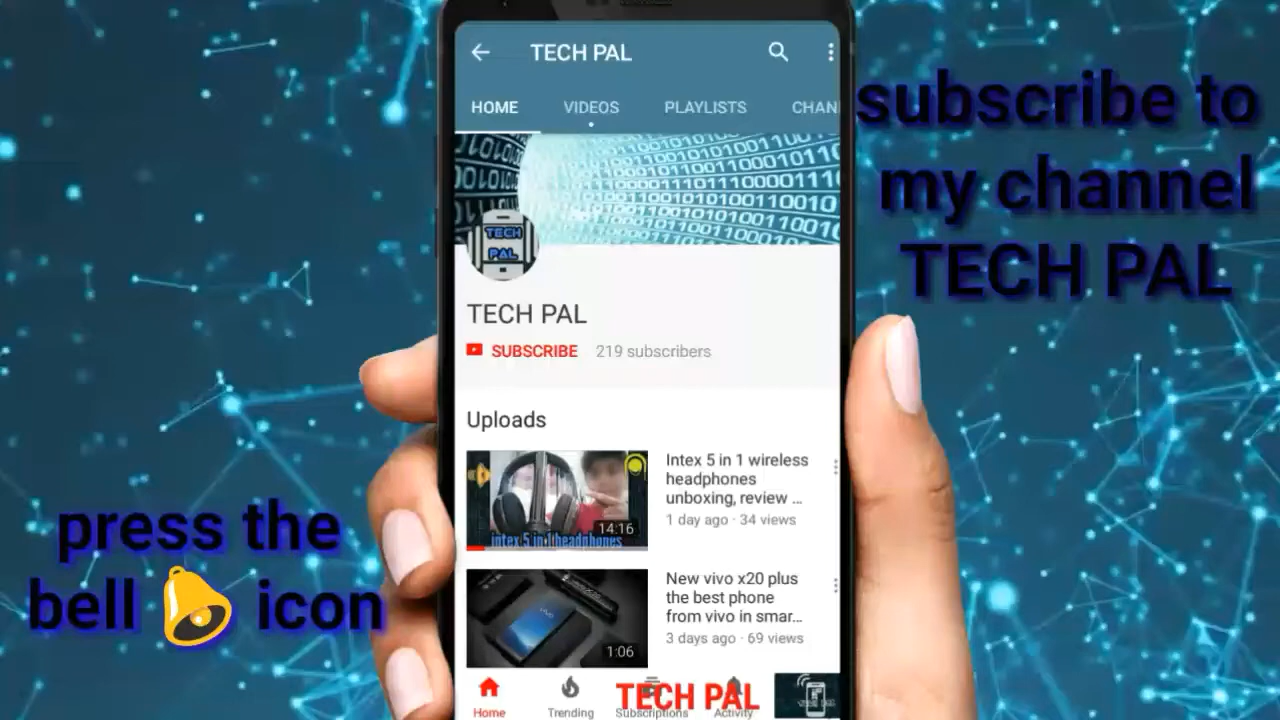 TECH PAL
HOME VIDEOS PLAYLISTS CHAN
subscribe to
my channel
TECH PAL
TECH
PAL
TECH PAL
SUBSCRIBE 219 subscribers
Uploads
Intex 5 in 1 wireless
headphones
unboxing, review ...
1 day ago · 34 views
14:16
intex 5 in 1 headphones
New vivo x20 plus
the best phone
from vivo in smar...
3 days ago · 69 views
vivo
1:06
press the
bell icon
Home Trending Subscriptions Activity
TECH PAL